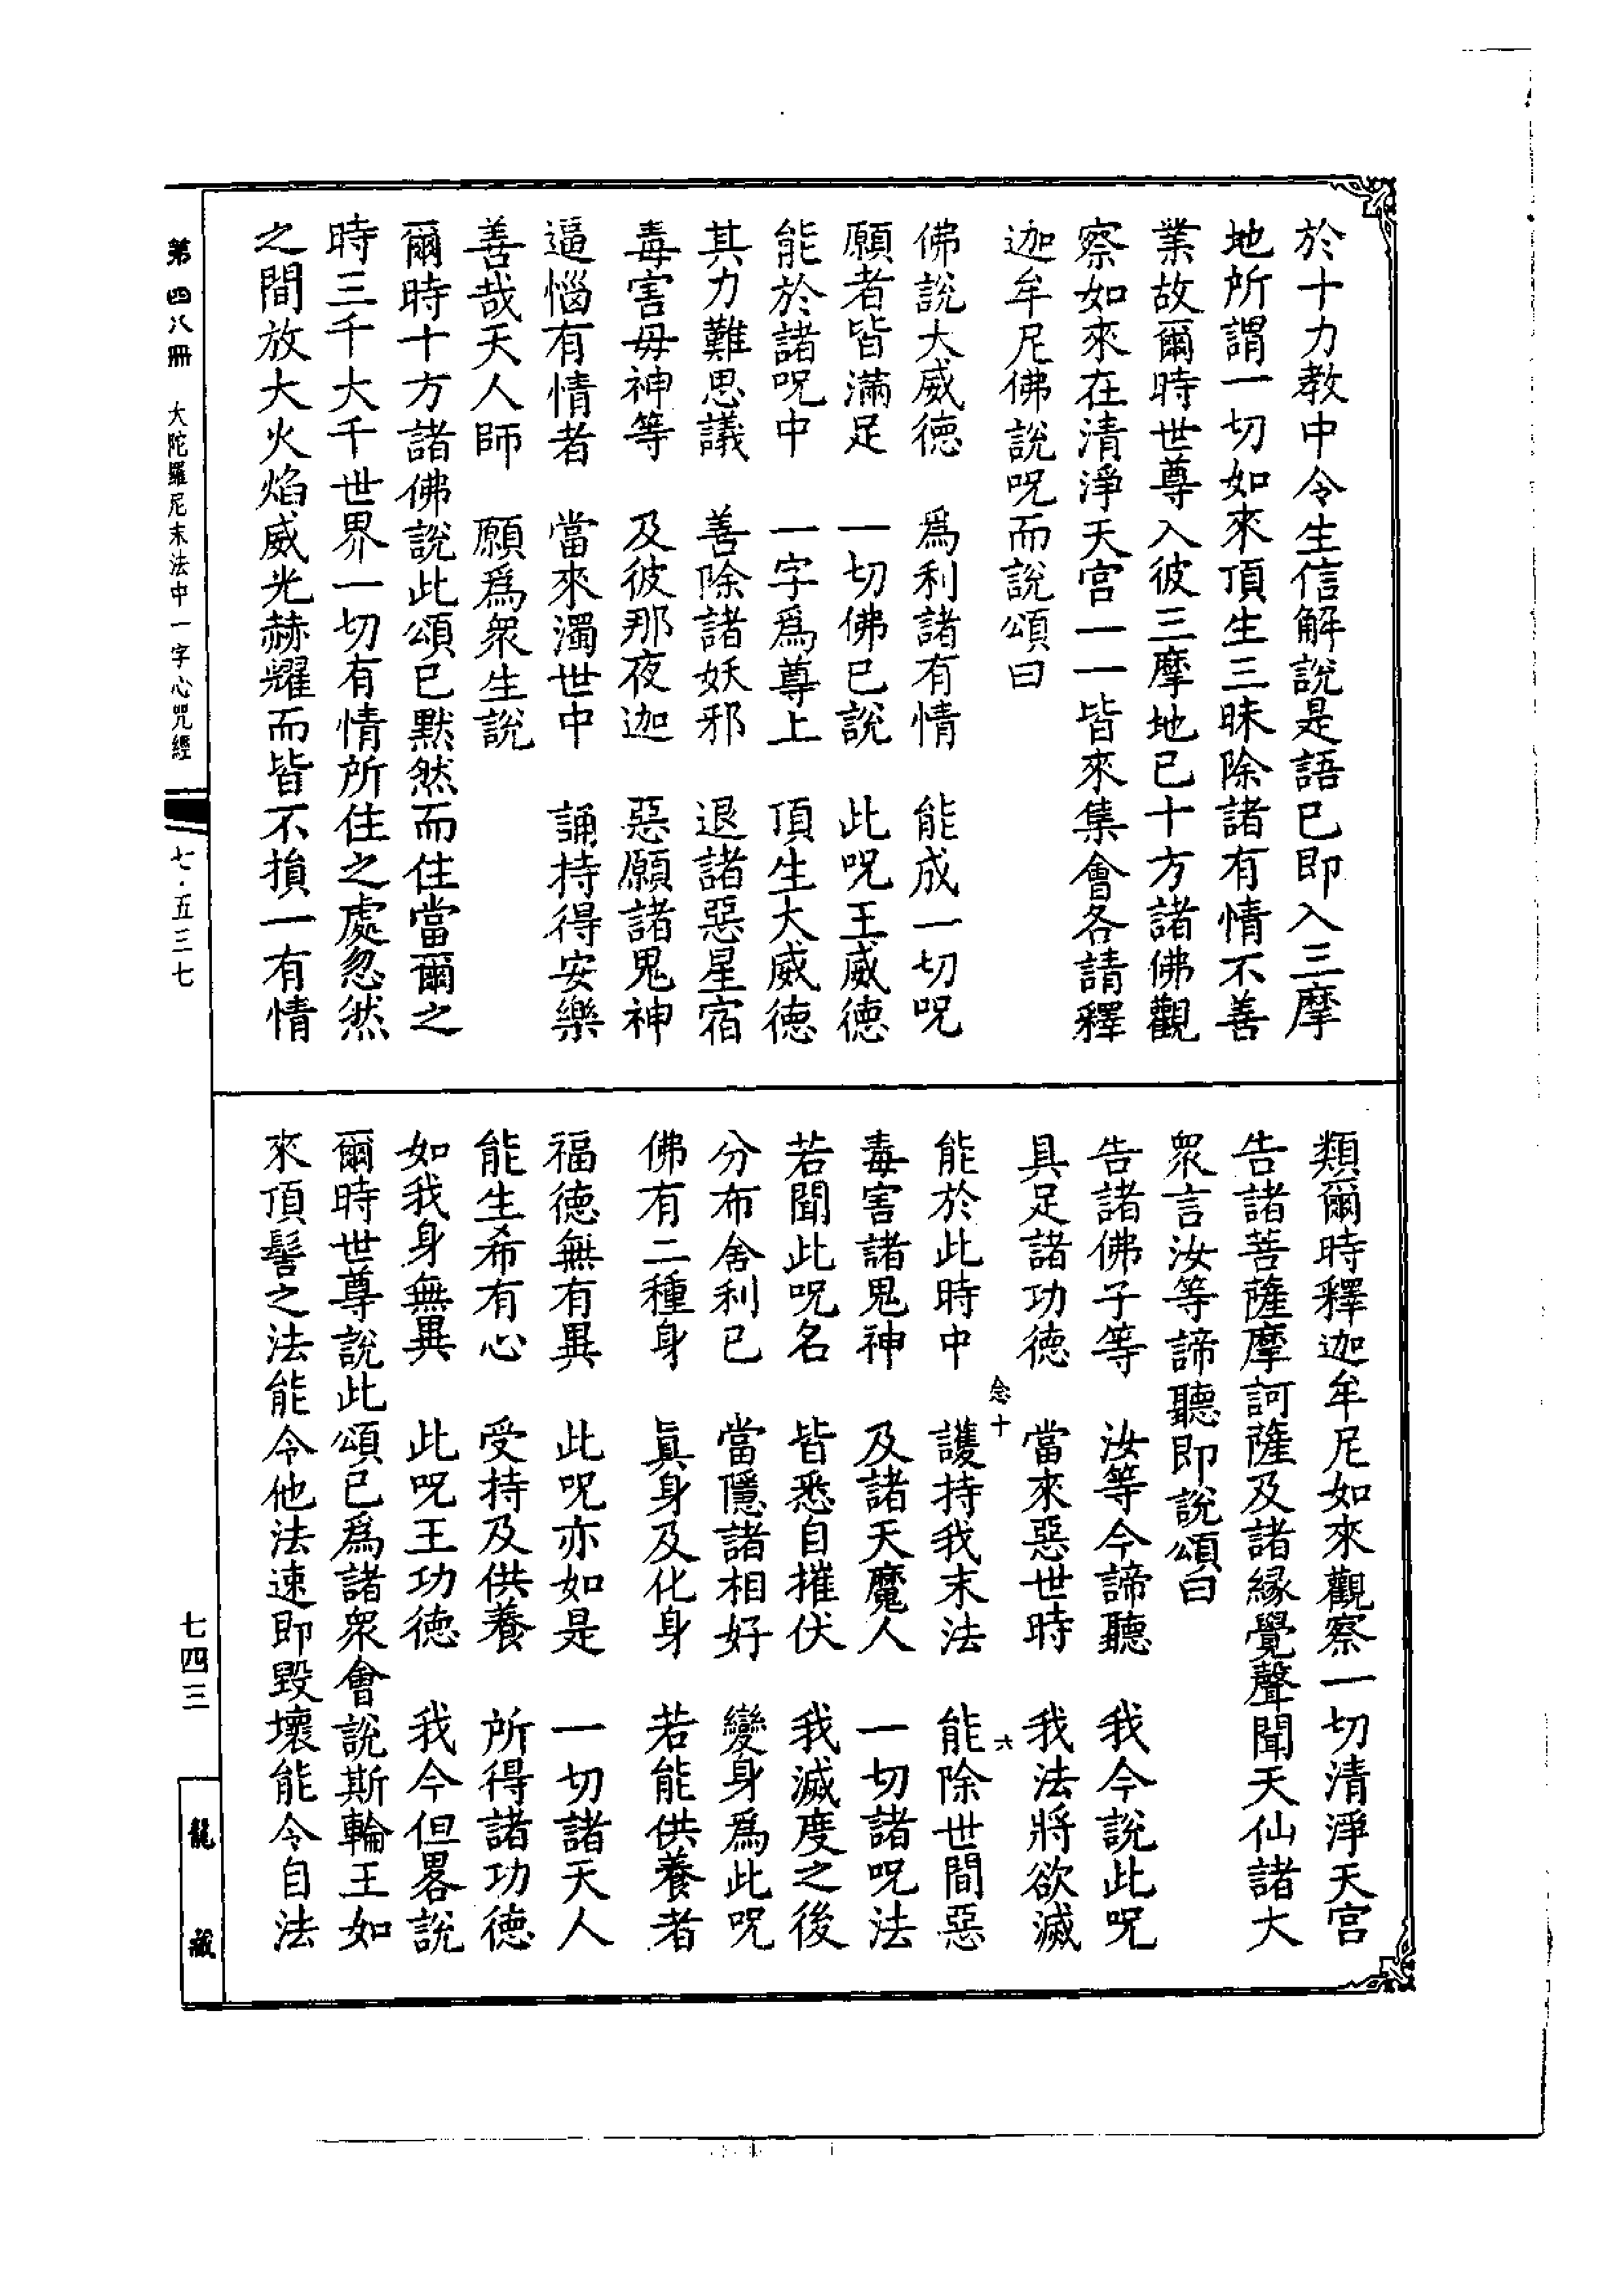 於十力教中令生信解說是語已即入三摩
地所謂一切如來頂生三昧除諸有情不善
業故爾時世尊入彼三摩地已十方諸佛觀
察如來在清淨天宮一一皆來集會各請釋
迦牟尼佛說呪而說頌曰
佛說大威德　爲利諸有情　能成一切呪
願者皆滿足　一切佛已說　此呪王威德
能於諸呪中　一字爲尊上　頂生大威德
其力難思議　善除諸妖邪　退諸惡星宿
毒害毋神等　及彼那夜迦　惡願諸鬼神
逼惱有情者　當來濁世中　誦持得安樂
善哉天人師　願爲衆生說
爾時十方諸佛說此頌已默然而住當爾之
時三千大千世界一切有情所住之處忽然
之間放大火焰威光赫耀而皆不損一有情
類爾時釋迦牟尼如來觀察一切清淨天宮
告諸菩薩摩訶薩及諸緣覺聲聞天仙諸大
衆言汝等諦聽即說頌曰
告諸佛子等　汝等今諦聽　我今說此呪
具足諸功德　當來惡世時　我法將欲滅
念十　六
能於此時中　護持我末法　能除世間惡
毒害諸鬼神　及諸天魔人　一切諸呪法
若聞此呪名　皆悉自摧伏　我滅度之後
分布舍利已　當隱諸相好　變身爲此呪
佛有二種身　眞身及化身　若能供養者
福德無有異　此呪亦如是　一切諸天人
能生希有心　受持及供養　所得諸功德
如我身無異　此呪王功德　我今但畧說
爾時世尊說此頌已爲諸衆會說斯輪王如
來頂髻之法能令他法速即毀壞能令自法
第四八冊　大陀羅尼末法中一字心咒經　七·五三七
七四三
龍藏